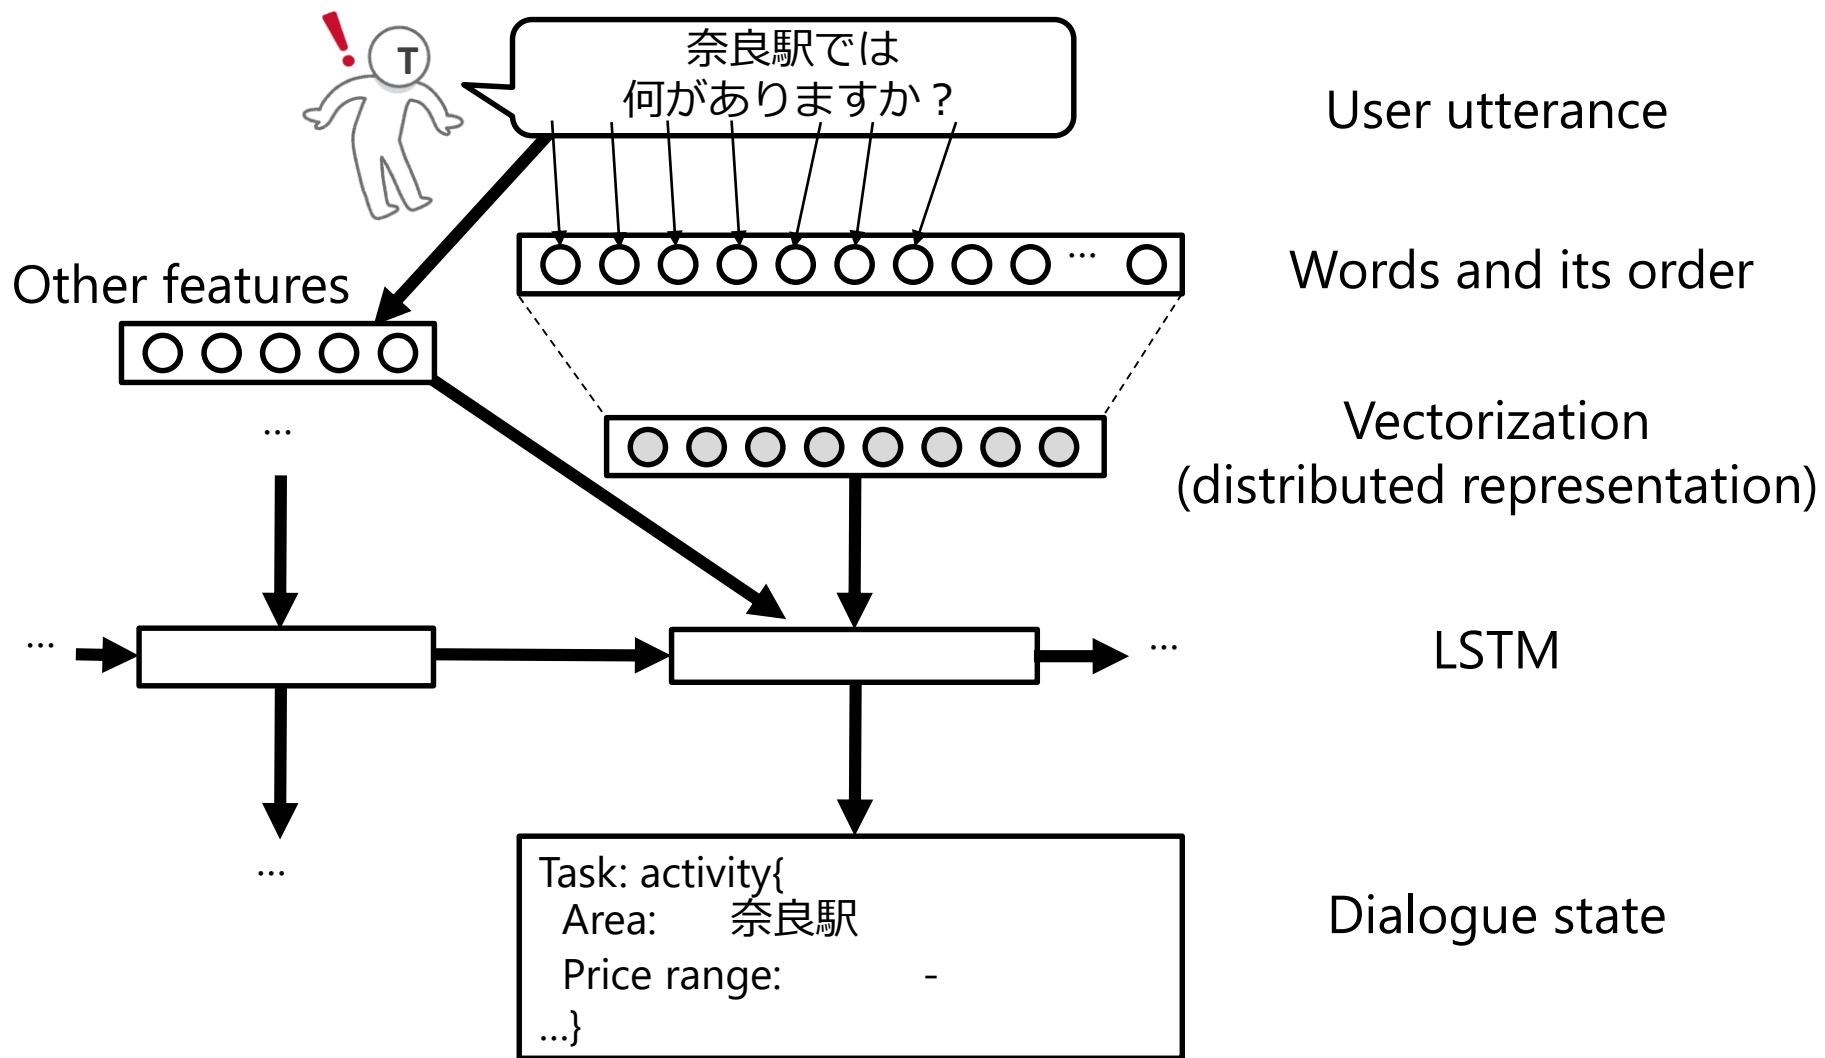 T
奈良駅では
何がありますか？
User utterance
… 
Words and its order
Other features
…
Vectorization
(distributed representation)
…
…
LSTM
…
Task: activity{
Area: 奈良駅
Price range: -
…}
Dialogue state